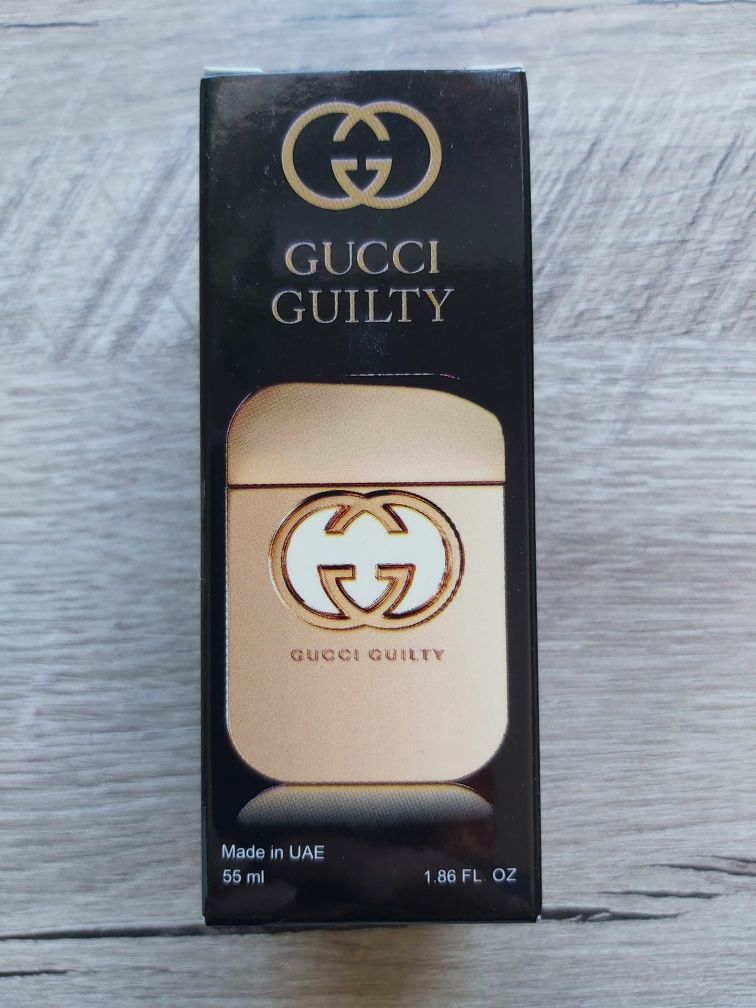 GUCCI
GUILTY
GUCCI GUILTY
Made in UAE
55 ml
1.86 FL. OZ